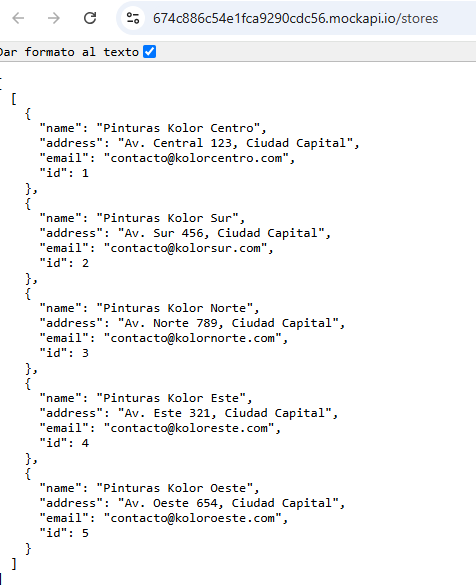 674c886c54e1fca9290cdc56.mockapi.io/stores
Dar formato al texto
[
[
{
"name": "Pinturas Kolor Centro",
"address": "Av. Central 123, Ciudad Capital",
"email": "contacto@kolorcentro.com",
"id": 1
},
{
"name": "Pinturas Kolor Sur",
"address": "Av. Sur 456, Ciudad Capital",
"email": "contacto@kolorsur.com",
"id": 2
},
{
"name": "Pinturas Kolor Norte",
"address": "Av. Norte 789, Ciudad Capital",
"email": "contacto@kolornorte.com",
"id": 3
},
{
"name": "Pinturas Kolor Este",
"address": "Av. Este 321, Ciudad Capital",
"email": "contacto@koloreste.com",
"id": 4
},
{
"name": "Pinturas Kolor Oeste",
"address": "Av. Oeste 654, Ciudad Capital",
"email": "contacto@koloroeste.com",
"id": 5
}
]